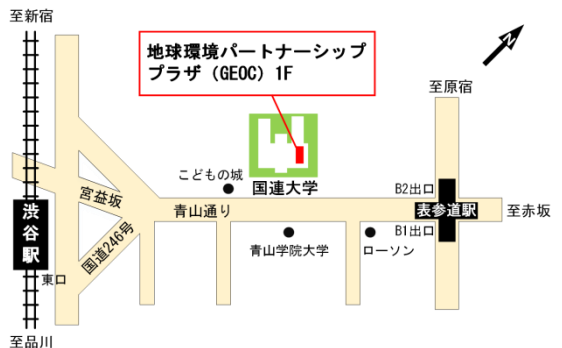 至新宿
地球環境パートナーシップ
プラザ（GEOC）1F
N
至原宿
こどもの城
国連大学
B2出口
宮益坂
青山通り
表参道駅
至赤坂
渋谷駅
国道246号
B1出口
青山学院大学
ローソン
東口
至品川